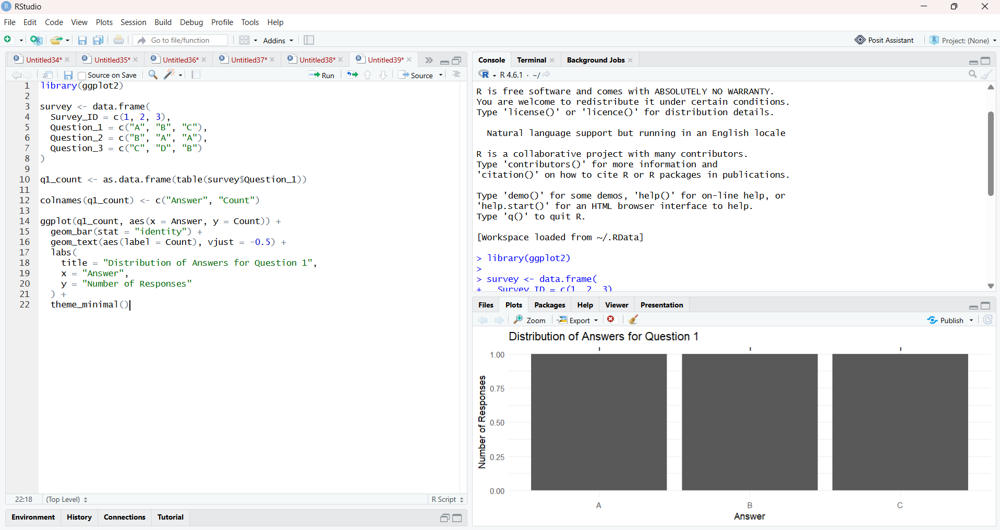 RStudio
File Edit Code View Plots Session Build Debug Profile Tools Help
Go to file/function Addins Posit Assistant Project: (None)
Untitled34* Untitled35* Untitled36* Untitled37* Untitled38* Untitled39*
Source on Save Run Source
1 library(ggplot2)
2
3 survey <- data.frame(
4 Survey_ID = c(1, 2, 3),
5 Question_1 = c("A", "B", "C"),
6 Question_2 = c("B", "A", "A"),
7 Question_3 = c("C", "D", "B")
8 )
9
10 q1_count <- as.data.frame(table(survey$Question_1))
11
12 colnames(q1_count) <- c("Answer", "Count")
13
14 ggplot(q1_count, aes(x = Answer, y = Count)) +
15 geom_bar(stat = "identity") +
16 geom_text(aes(label = Count), vjust = -0.5) +
17 labs(
18 title = "Distribution of Answers for Question 1",
19 x = "Answer",
20 y = "Number of Responses"
21 ) +
22 theme_minimal()
22:18 (Top Level) R Script
Environment History Connections Tutorial
Console Terminal Background Jobs
R 4.6.1 · ~/
R is free software and comes with ABSOLUTELY NO WARRANTY.
You are welcome to redistribute it under certain conditions.
Type 'license()' or 'licence()' for distribution details.
Natural language support but running in an English locale
R is a collaborative project with many contributors.
Type 'contributors()' for more information and
'citation()' on how to cite R or R packages in publications.
Type 'demo()' for some demos, 'help()' for on-line help, or
'help.start()' for an HTML browser interface to help.
Type 'q()' to quit R.
[Workspace loaded from ~/.RData]
> library(ggplot2)
>
> survey <- data.frame(
+ Survey_ID = c(1, 2, 3)
Files Plots Packages Help Viewer Presentation
Zoom Export Publish
Distribution of Answers for Question 1
1.00
0.75
0.50
0.25
0.00
Number of Responses
A B C
Answer